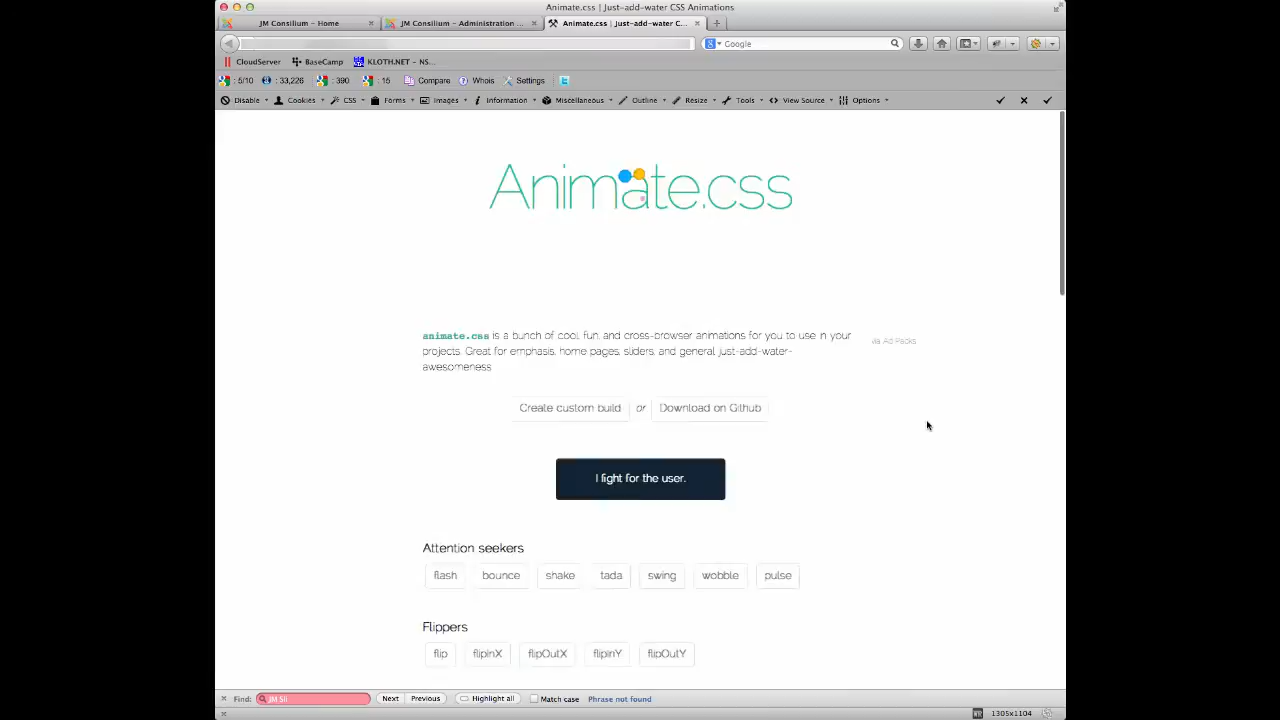 Animate.css | Just-add-water CSS Animations
JM Consilium - Home
JM Consilium - Administration ...
Animate.css | Just-add-water C...
Google
CloudServer
BaseCamp
KLOTH.NET - NS...
: 5/10
: 33,226
: 390
: 15
Compare
Whois
Settings
Disable
Cookies
CSS
Forms
Images
Information
Miscellaneous
Outline
Resize
Tools
View Source
Options
Animate.css
animate.css is a bunch of cool, fun, and cross-browser animations for you to use in your
projects. Great for emphasis, home pages, sliders, and general just-add-water-
awesomeness.
via Ad Packs
Create custom build or Download on Github
I fight for the user.
Attention seekers
flash bounce shake tada swing wobble pulse
Flippers
flip flipInX flipOutX flipInY flipOutY
Find: JM Sli Next Previous Highlight all Match case Phrase not found
1305x1104